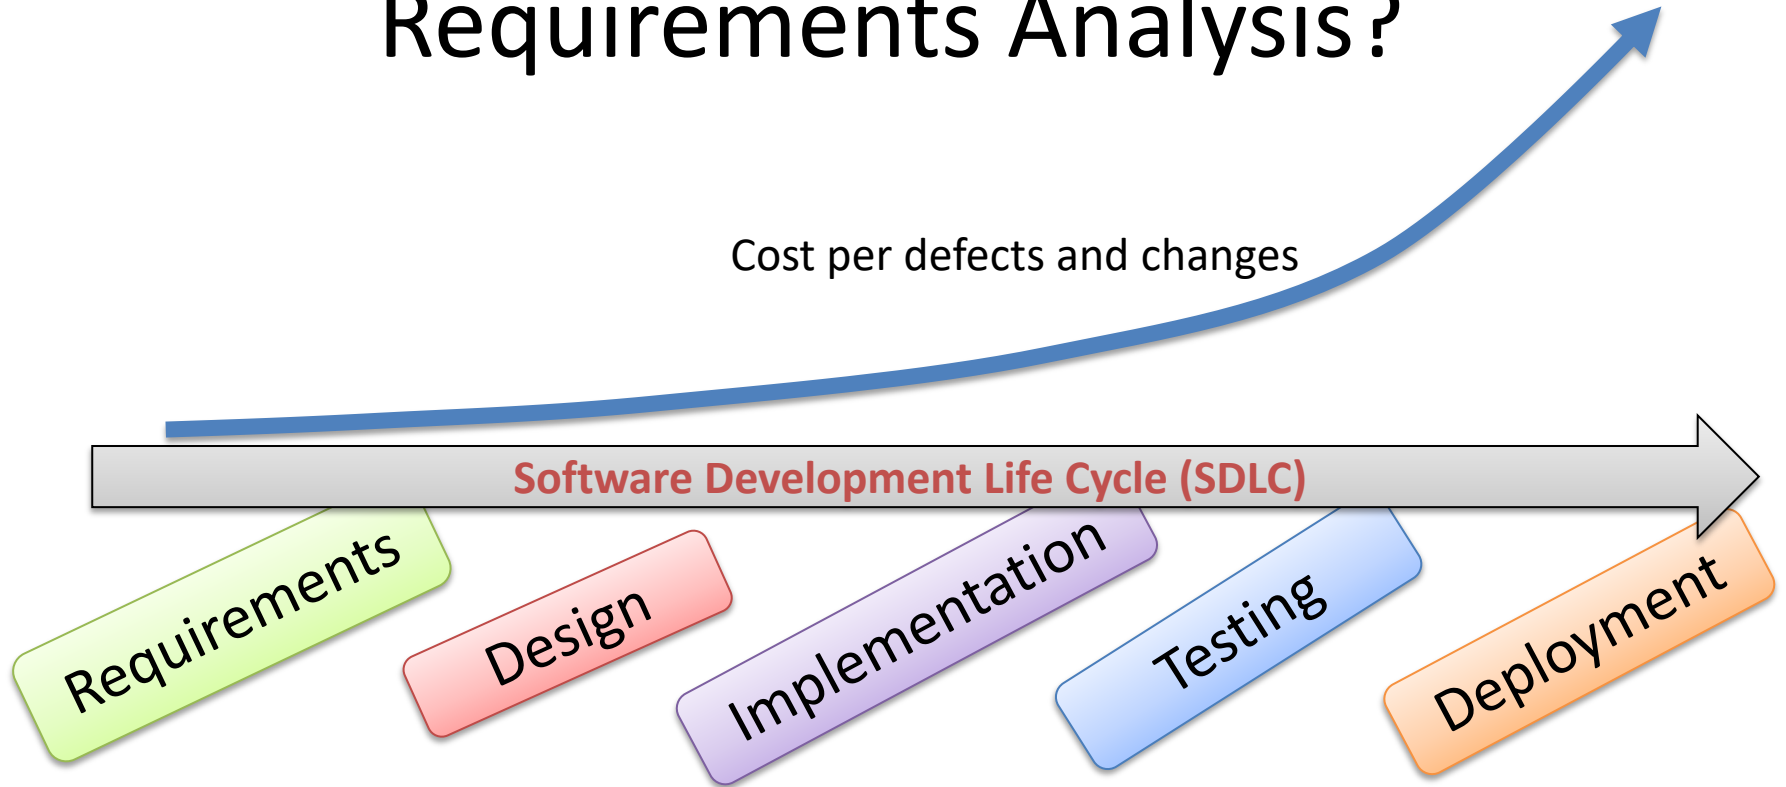 Requirements Analysis?
Cost per defects and changes
Software Development Life Cycle (SDLC)
Requirements
Design
Implementation
Testing
Deployment